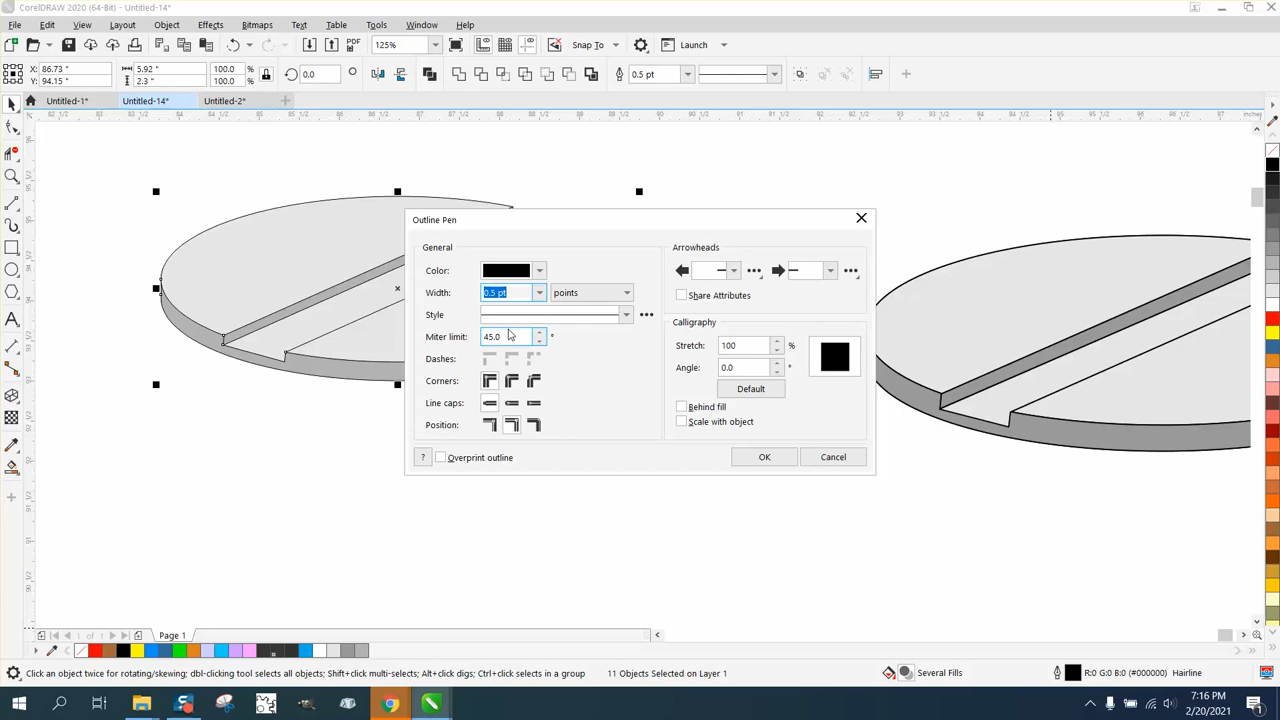 CorelDRAW 2020 (64-Bit) - Untitled-14*
File Edit View Layout Object Effects Bitmaps Text Table Tools Window Help
PDF 125% Snap To Launch
X: 86.73 " 5.92 " 100.0 %
Y: 94.15 " 2.3 " 100.0 % 0.0 ° 0.5 pt
Untitled-1* Untitled-14* Untitled-2*
inches
Outline Pen
General
Color:
Width: 0.5 pt points
Style
Miter limit: 45.0 °
Dashes:
Corners:
Line caps:
Position:
? Overprint outline
Arrowheads
Share Attributes
Calligraphy
Stretch: 100 %
Angle: 0.0 °
Default
Behind fill
Scale with object
OK Cancel
1 of 1 Page 1
Click an object twice for rotating/skewing; dbl-clicking tool selects all objects; Shift+click multi-selects; Alt+click digs; Ctrl+click selects in a group 11 Objects Selected on Layer 1 Several Fills R:0 G:0 B:0 (#000000) Hairline
7:16 PM
2/20/2021